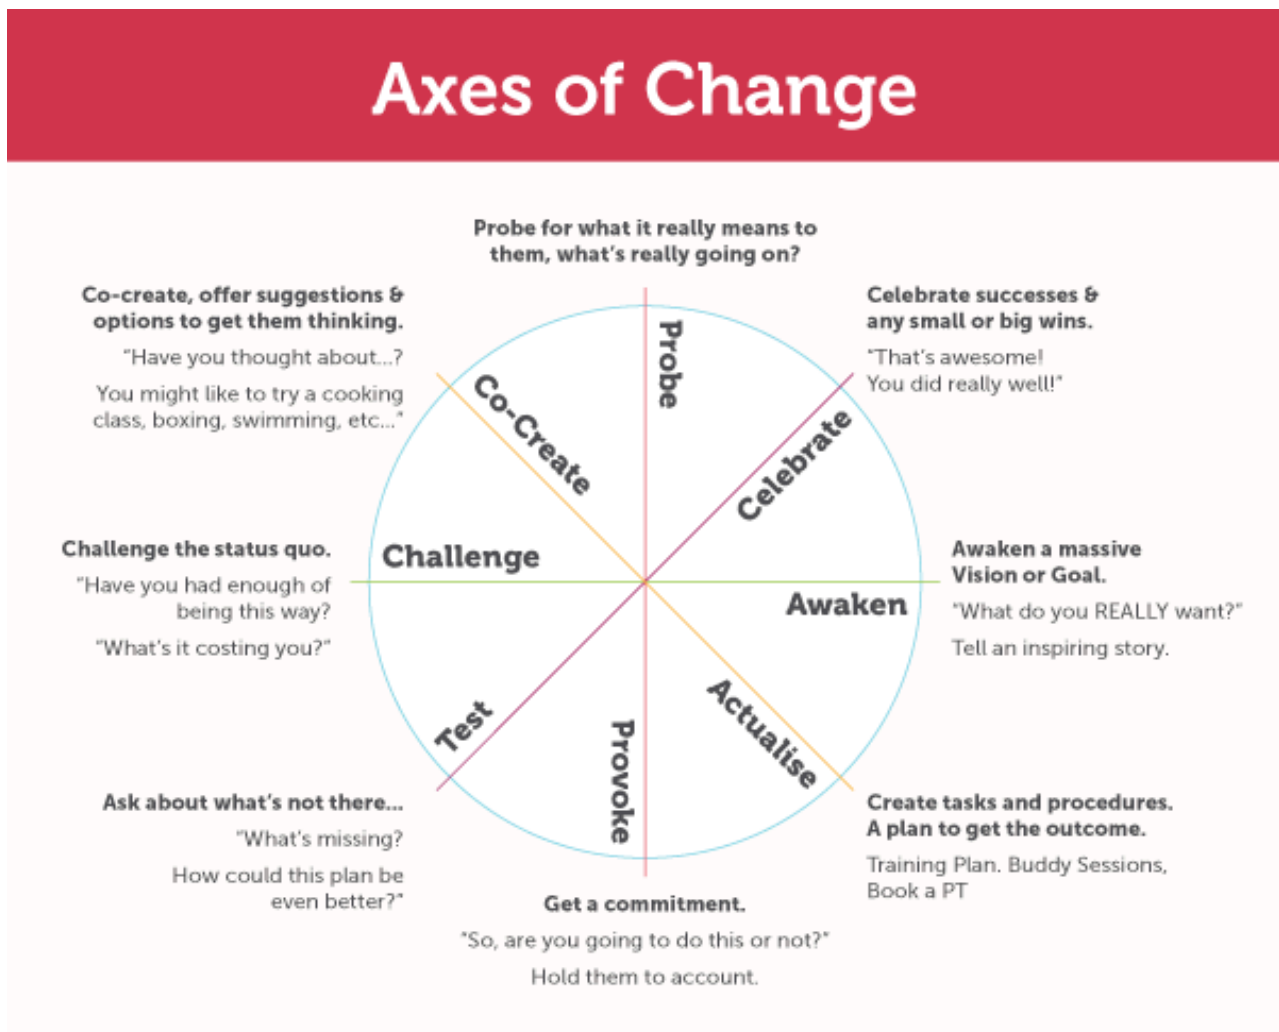 Axes of Change
Probe for what it really means to
them, what's really going on?
Co-create, offer suggestions &
options to get them thinking.
"Have you thought about...?
You might like to try a cooking
class, boxing, swimming, etc..."
Celebrate successes &
any small or big wins.
"That's awesome!
You did really well!"
Probe
Co-Create
Celebrate
Challenge the status quo.
"Have you had enough of
being this way?
"What's it costing you?"
Challenge
Awaken
Awaken a massive
Vision or Goal.
"What do you REALLY want?"
Tell an inspiring story.
Test
Provoke
Actualise
Ask about what's not there...
"What's missing?
How could this plan be
even better?"
Create tasks and procedures.
A plan to get the outcome.
Training Plan. Buddy Sessions,
Book a PT
Get a commitment.
"So, are you going to do this or not?"
Hold them to account.